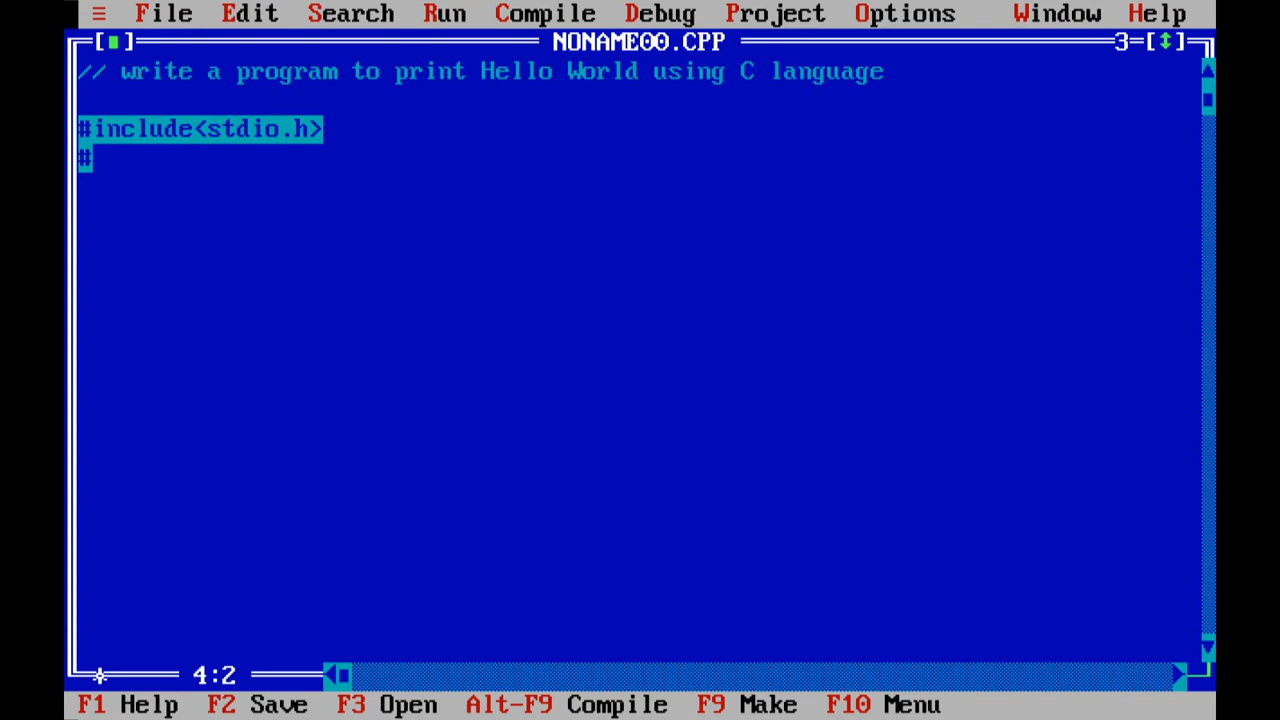 ≡ File Edit Search Run Compile Debug Project Options Window Help
[■] NONAME00.CPP 3=[↕]
// write a program to print Hello World using C language
#include<stdio.h>
#
* 4:2
F1 Help F2 Save F3 Open Alt-F9 Compile F9 Make F10 Menu